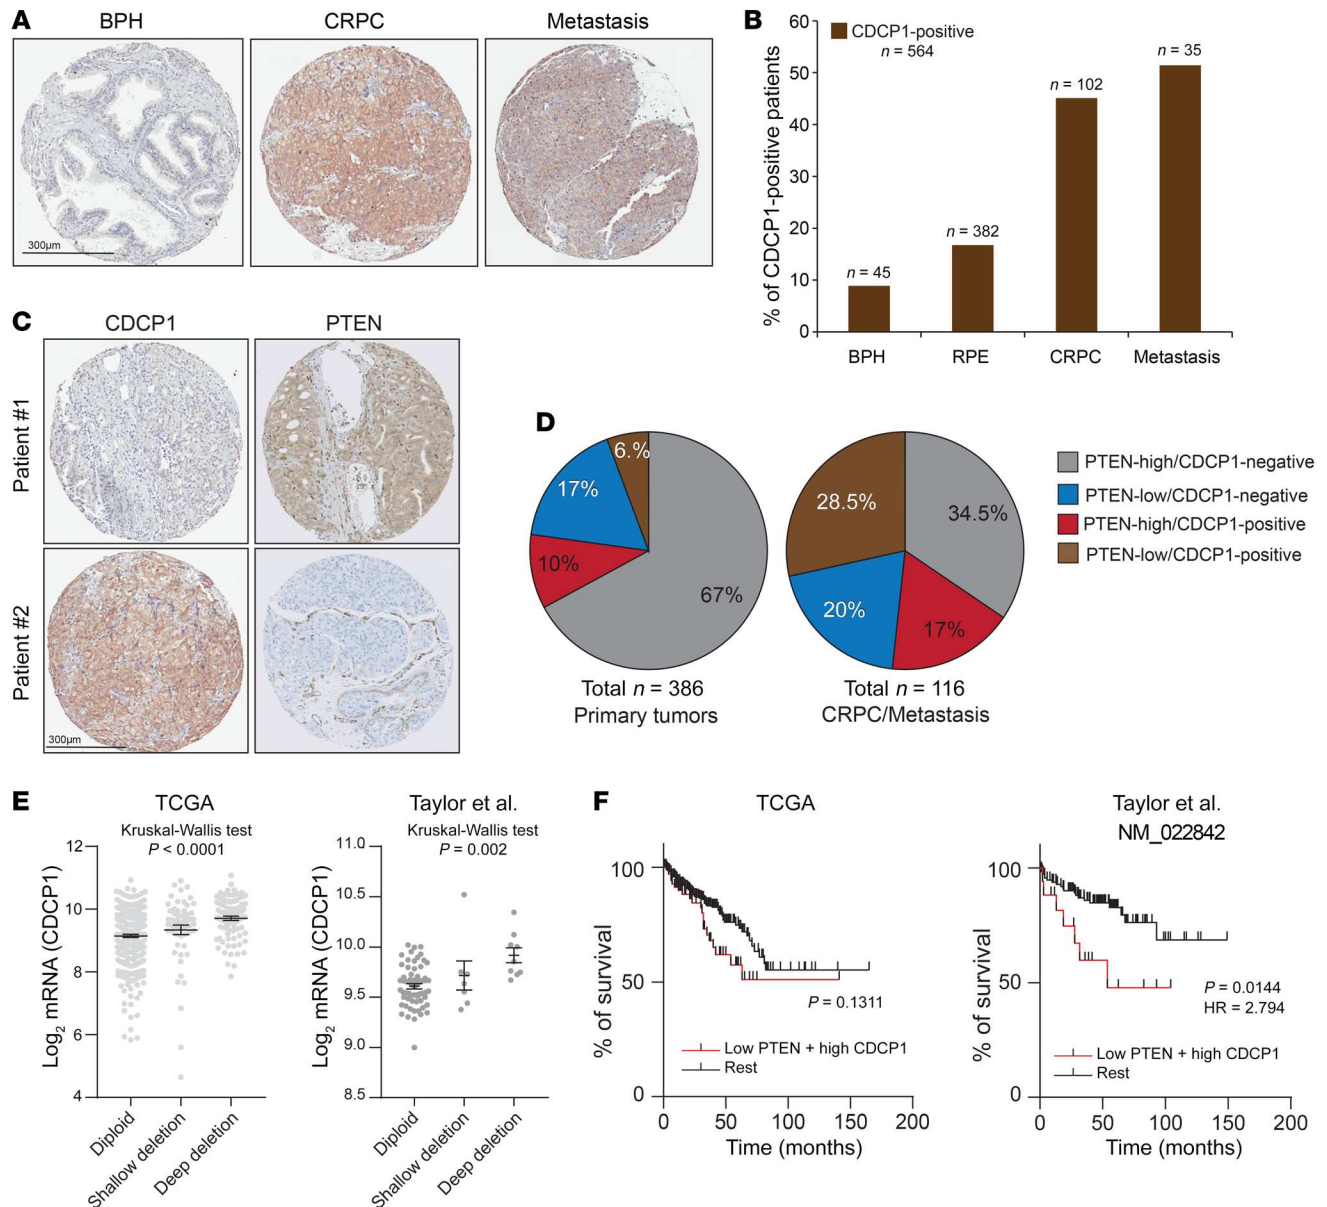 A
BPH
CRPC
Metastasis
300µm
B
CDCP1-positive
n = 564
% of CDCP1-positive patients
60
50
40
30
20
10
0
n = 45
n = 382
n = 102
n = 35
BPH
RPE
CRPC
Metastasis
C
CDCP1
PTEN
Patient #1
Patient #2
300µm
D
6.%
17%
10%
67%
Total n = 386
Primary tumors
28.5%
34.5%
20%
17%
Total n = 116
CRPC/Metastasis
PTEN-high/CDCP1-negative
PTEN-low/CDCP1-negative
PTEN-high/CDCP1-positive
PTEN-low/CDCP1-positive
E
TCGA
Kruskal-Wallis test
P < 0.0001
Log2 mRNA (CDCP1)
12
10
8
6
4
Diploid
Shallow deletion
Deep deletion
Taylor et al.
Kruskal-Wallis test
P = 0.002
Log2 mRNA (CDCP1)
11.0
10.5
10.0
9.5
9.0
8.5
Diploid
Shallow deletion
Deep deletion
F
TCGA
% of survival
100
50
0
P = 0.1311
Low PTEN + high CDCP1
Rest
0 50 100 150 200
Time (months)
Taylor et al.
NM_022842
% of survival
100
50
0
P = 0.0144
HR = 2.794
Low PTEN + high CDCP1
Rest
0 50 100 150 200
Time (months)